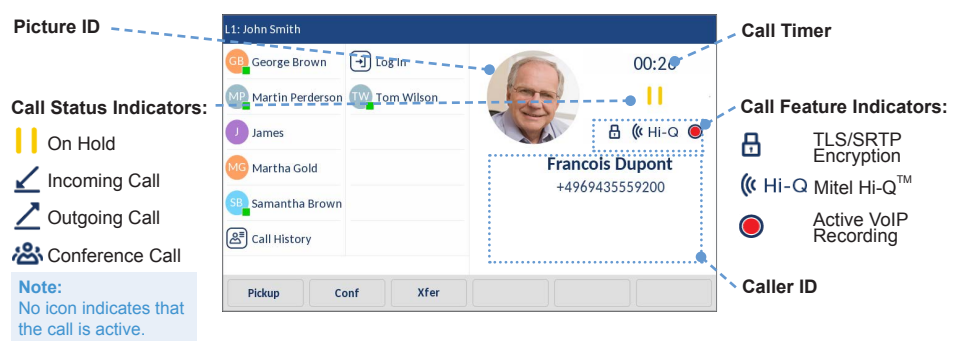 Picture ID
Call Status Indicators:
On Hold
Incoming Call
Outgoing Call
Conference Call
Note:
No icon indicates that
the call is active.
L1: John Smith
GB George Brown
Log In
MP Martin Perderson
TW Tom Wilson
J James
MG Martha Gold
SB Samantha Brown
Call History
00:26
Hi-Q
Francois Dupont
+4969435559200
Pickup Conf Xfer
Call Timer
Call Feature Indicators:
TLS/SRTP
Encryption
Hi-Q Mitel Hi-Q™
Active VoIP
Recording
Caller ID